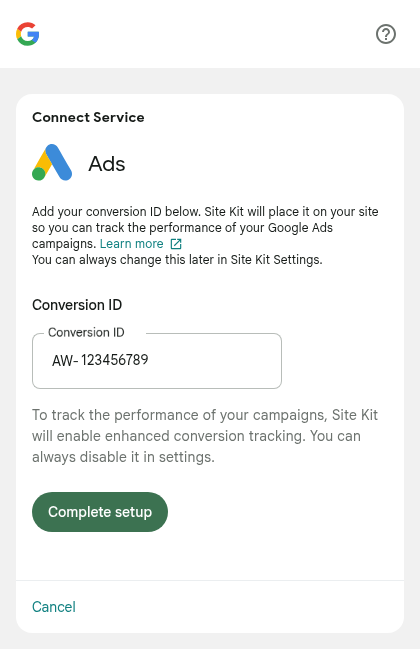 Connect Service
Ads
Add your conversion ID below. Site Kit will place it on your site
so you can track the performance of your Google Ads
campaigns. Learn more
You can always change this later in Site Kit Settings.
Conversion ID
Conversion ID
AW- 123456789
To track the performance of your campaigns, Site Kit
will enable enhanced conversion tracking. You can
always disable it in settings.
Complete setup
Cancel